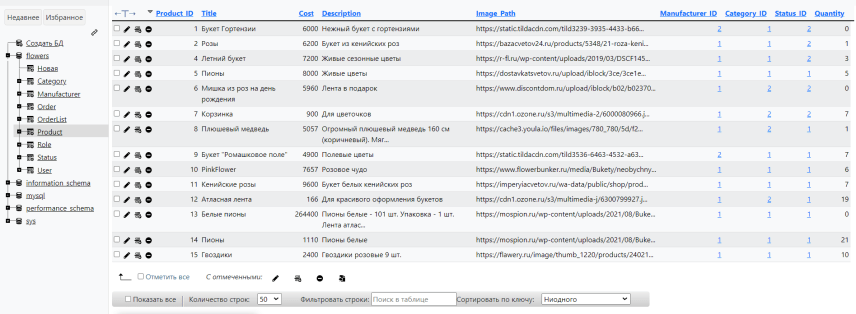 Недавнее Избранное
Создать БД
flowers
Новая
Category
Manufacturer
Order
OrderList
Product
Role
Status
User
information_schema
mysql
performance_schema
sys
Product_ID Title Cost Description Image_Path Manufacturer_ID Category_ID Status_ID Quantity
1 Букет Гортензии 6000 Нежный букет с гортензиями https://static.tildacdn.com/tild3239-3935-4433-b66... 2 1 2 0
2 Розы 6200 Букет из кенийских роз https://bazacvetov24.ru/products/5348/21-roza-keni... 1 1 2 1
4 Летний букет 7200 Живые сезонные цветы https://r-fl.ru/wp-content/uploads/2019/03/DSCF145... 1 1 2 3
5 Пионы 8000 Живые цветы https://dostavkatsvetov.ru/upload/iblock/3ce/3ce1e... 1 1 1 5
6 Мишка из роз на день 5960 Лента в подарок https://www.discontdom.ru/upload/iblock/b02/b02370... 1 2 2 0
рождения
7 Корзинка 900 Для цветочков https://cdn1.ozone.ru/s3/multimedia-2/6000080966.j... 2 2 1 7
8 Плюшевый медведь 5057 Огромный плюшевый медведь 160 см https://cache3.youla.io/files/images/780_780/5d/f2... 1 2 1 1
(коричневый). Мяг...
9 Букет "Ромашковое поле" 4900 Полевые цветы https://static.tildacdn.com/tild3536-6463-4532-a63... 2 1 1 7
10 PinkFlower 7657 Розовое чудо https://www.flowerbunker.ru/media/Bukety/neobychny... 1 1 1 6
11 Кенийские розы 9600 Букет белых кенийских роз https://imperyiacvetov.ru/wa-data/public/shop/prod... 1 1 1 7
12 Атласная лента 166 Для красивого оформления букетов https://cdn1.ozone.ru/s3/multimedia-j/6300799927.j... 1 2 1 19
13 Белые пионы 264400 Пионы белые - 101 шт. Упаковка - 1 шт. https://mospion.ru/wp-content/uploads/2021/08/Buke... 1 1 1 0
Лента атлас...
14 Пионы 1110 Пионы белые https://mospion.ru/wp-content/uploads/2021/08/Buke... 1 1 1 21
15 Гвоздики 2400 Гвоздики розовые 9 шт. https://flawery.ru/image/thumb_1220/products/24021... 1 1 1 10
Отметить все С отмеченными:
Показать все Количество строк: 50 Фильтровать строки: Поиск в таблице Сортировать по ключу: Ниодного